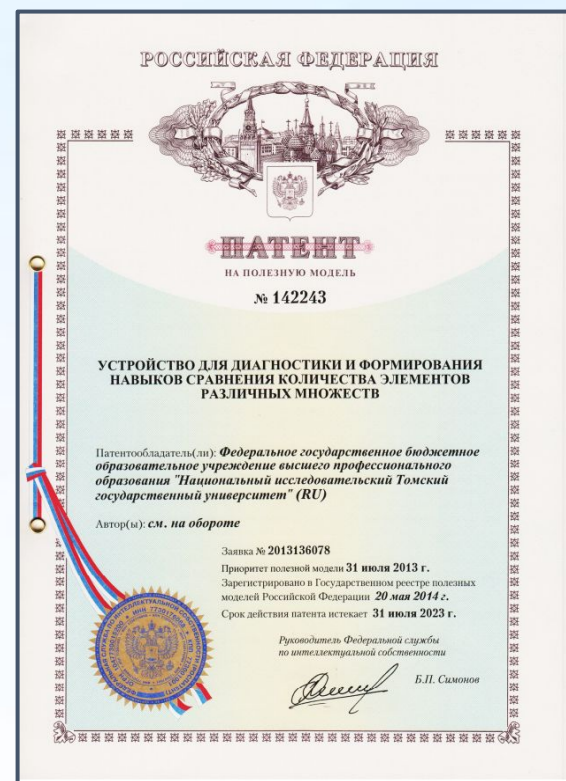 РОССИЙСКАЯ ФЕДЕРАЦИЯ
ПАТЕНТ
НА ПОЛЕЗНУЮ МОДЕЛЬ
№ 142243
УСТРОЙСТВО ДЛЯ ДИАГНОСТИКИ И ФОРМИРОВАНИЯ
НАВЫКОВ СРАВНЕНИЯ КОЛИЧЕСТВА ЭЛЕМЕНТОВ
РАЗЛИЧНЫХ МНОЖЕСТВ
Патентообладатель(ли): Федеральное государственное бюджетное
образовательное учреждение высшего профессионального
образования "Национальный исследовательский Томский
государственный университет" (RU)
Автор(ы): см. на обороте
Заявка № 2013136078
Приоритет полезной модели 31 июля 2013 г.
Зарегистрировано в Государственном реестре полезных
моделей Российской Федерации 20 мая 2014 г.
Срок действия патента истекает 31 июля 2023 г.
Руководитель Федеральной службы
по интеллектуальной собственности
Б.П. Симонов